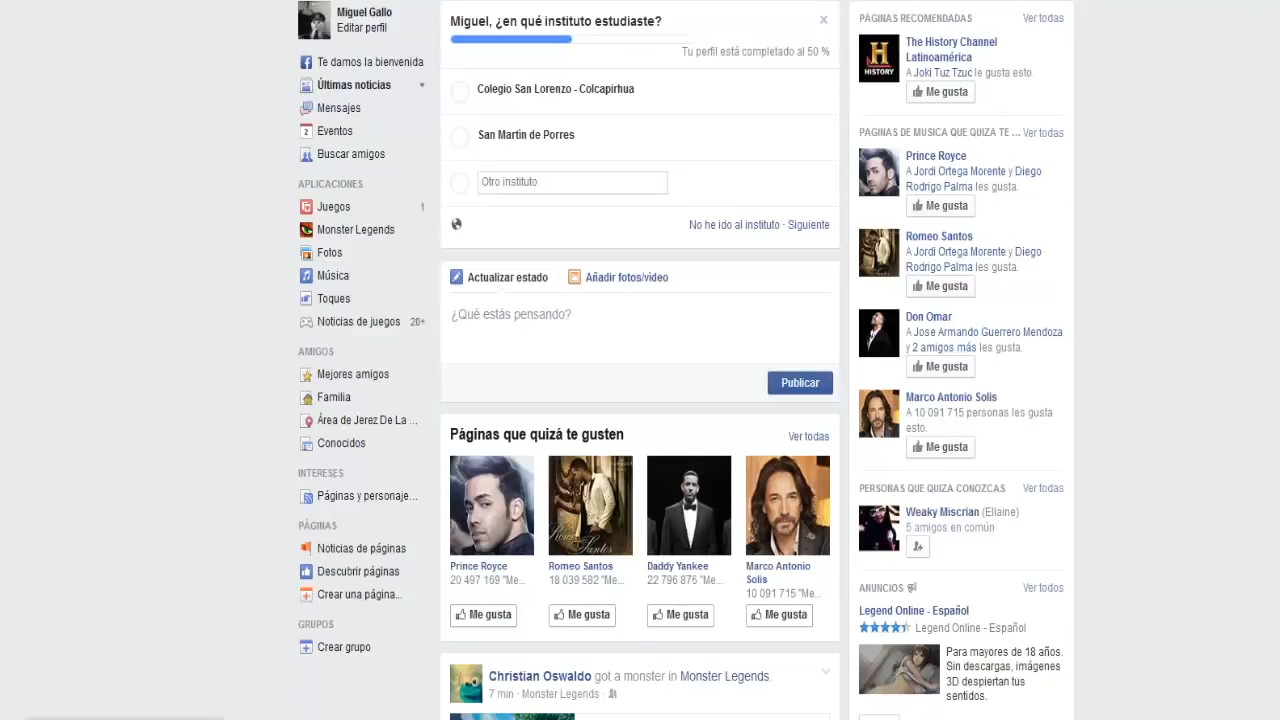 Miguel Gallo
Editar perfil
Te damos la bienvenida
Últimas noticias
Mensajes
2
Eventos
Buscar amigos
APLICACIONES
Juegos 1
Monster Legends
Fotos
Música
Toques
Noticias de juegos 20+
AMIGOS
Mejores amigos
Familia
Área de Jerez De La ...
Conocidos
INTERESES
Páginas y personaje...
PÁGINAS
Noticias de páginas
Descubrir páginas
Crear una página...
GRUPOS
Crear grupo
Miguel, ¿en qué instituto estudiaste? x
Tu perfil está completado al 50 %
Colegio San Lorenzo - Colcapirhua
San Martin de Porres
Otro instituto
No he ido al instituto · Siguiente
Actualizar estado Añadir fotos/video
¿Qué estás pensando?
Publicar
Páginas que quizá te gusten Ver todas
Prince Royce
20 497 169 "Me...
Me gusta
Romeo Santos
18 039 582 "Me...
Me gusta
Daddy Yankee
22 796 876 "Me...
Me gusta
Marco Antonio
Solis
10 091 715 "Me...
Me gusta
Christian Oswaldo got a monster in Monster Legends.
7 min · Monster Legends ·
PÁGINAS RECOMENDADAS Ver todas
HISTORY
The History Channel
Latinoamérica
A Joki Tuz Tzuc le gusta esto.
Me gusta
PÁGINAS DE MÚSICA QUE QUIZÁ TE ... Ver todas
Prince Royce
A Jordi Ortega Morente y Diego
Rodrigo Palma les gusta.
Me gusta
Romeo Santos
A Jordi Ortega Morente y Diego
Rodrigo Palma les gusta.
Me gusta
Don Omar
A Jose Armando Guerrero Mendoza
y 2 amigos más les gusta.
Me gusta
Marco Antonio Solis
A 10 091 715 personas les gusta
esto.
Me gusta
PERSONAS QUE QUIZÁ CONOZCAS Ver todas
Weaky Miscrian (Ellaine)
5 amigos en común
ANUNCIOS Ver todos
Legend Online - Español
Legend Online - Español
Para mayores de 18 años.
Sin descargas, imágenes
3D despiertan tus
sentidos.